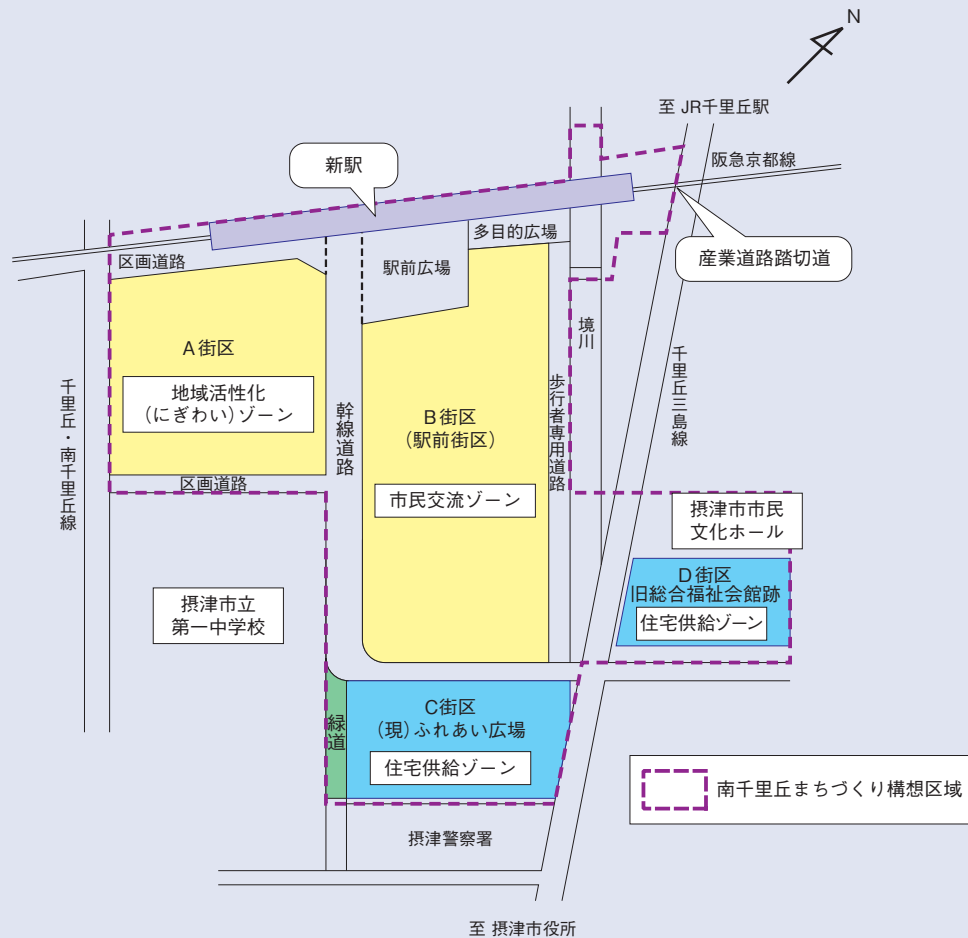 N
至 JR千里丘駅
阪急京都線
新駅
産業道路踏切道
多目的広場
区画道路
駅前広場
境川
A街区
地域活性化
(にぎわい)ゾーン
千里丘・南千里丘線
幹線道路
B街区
(駅前街区)
市民交流ゾーン
歩行者専用道路
千里丘三島線
区画道路
摂津市市民
文化ホール
D街区
旧総合福祉会館跡
住宅供給ゾーン
摂津市立
第一中学校
緑道
C街区
(現)ふれあい広場
住宅供給ゾーン
南千里丘まちづくり構想区域
摂津警察署
至 摂津市役所